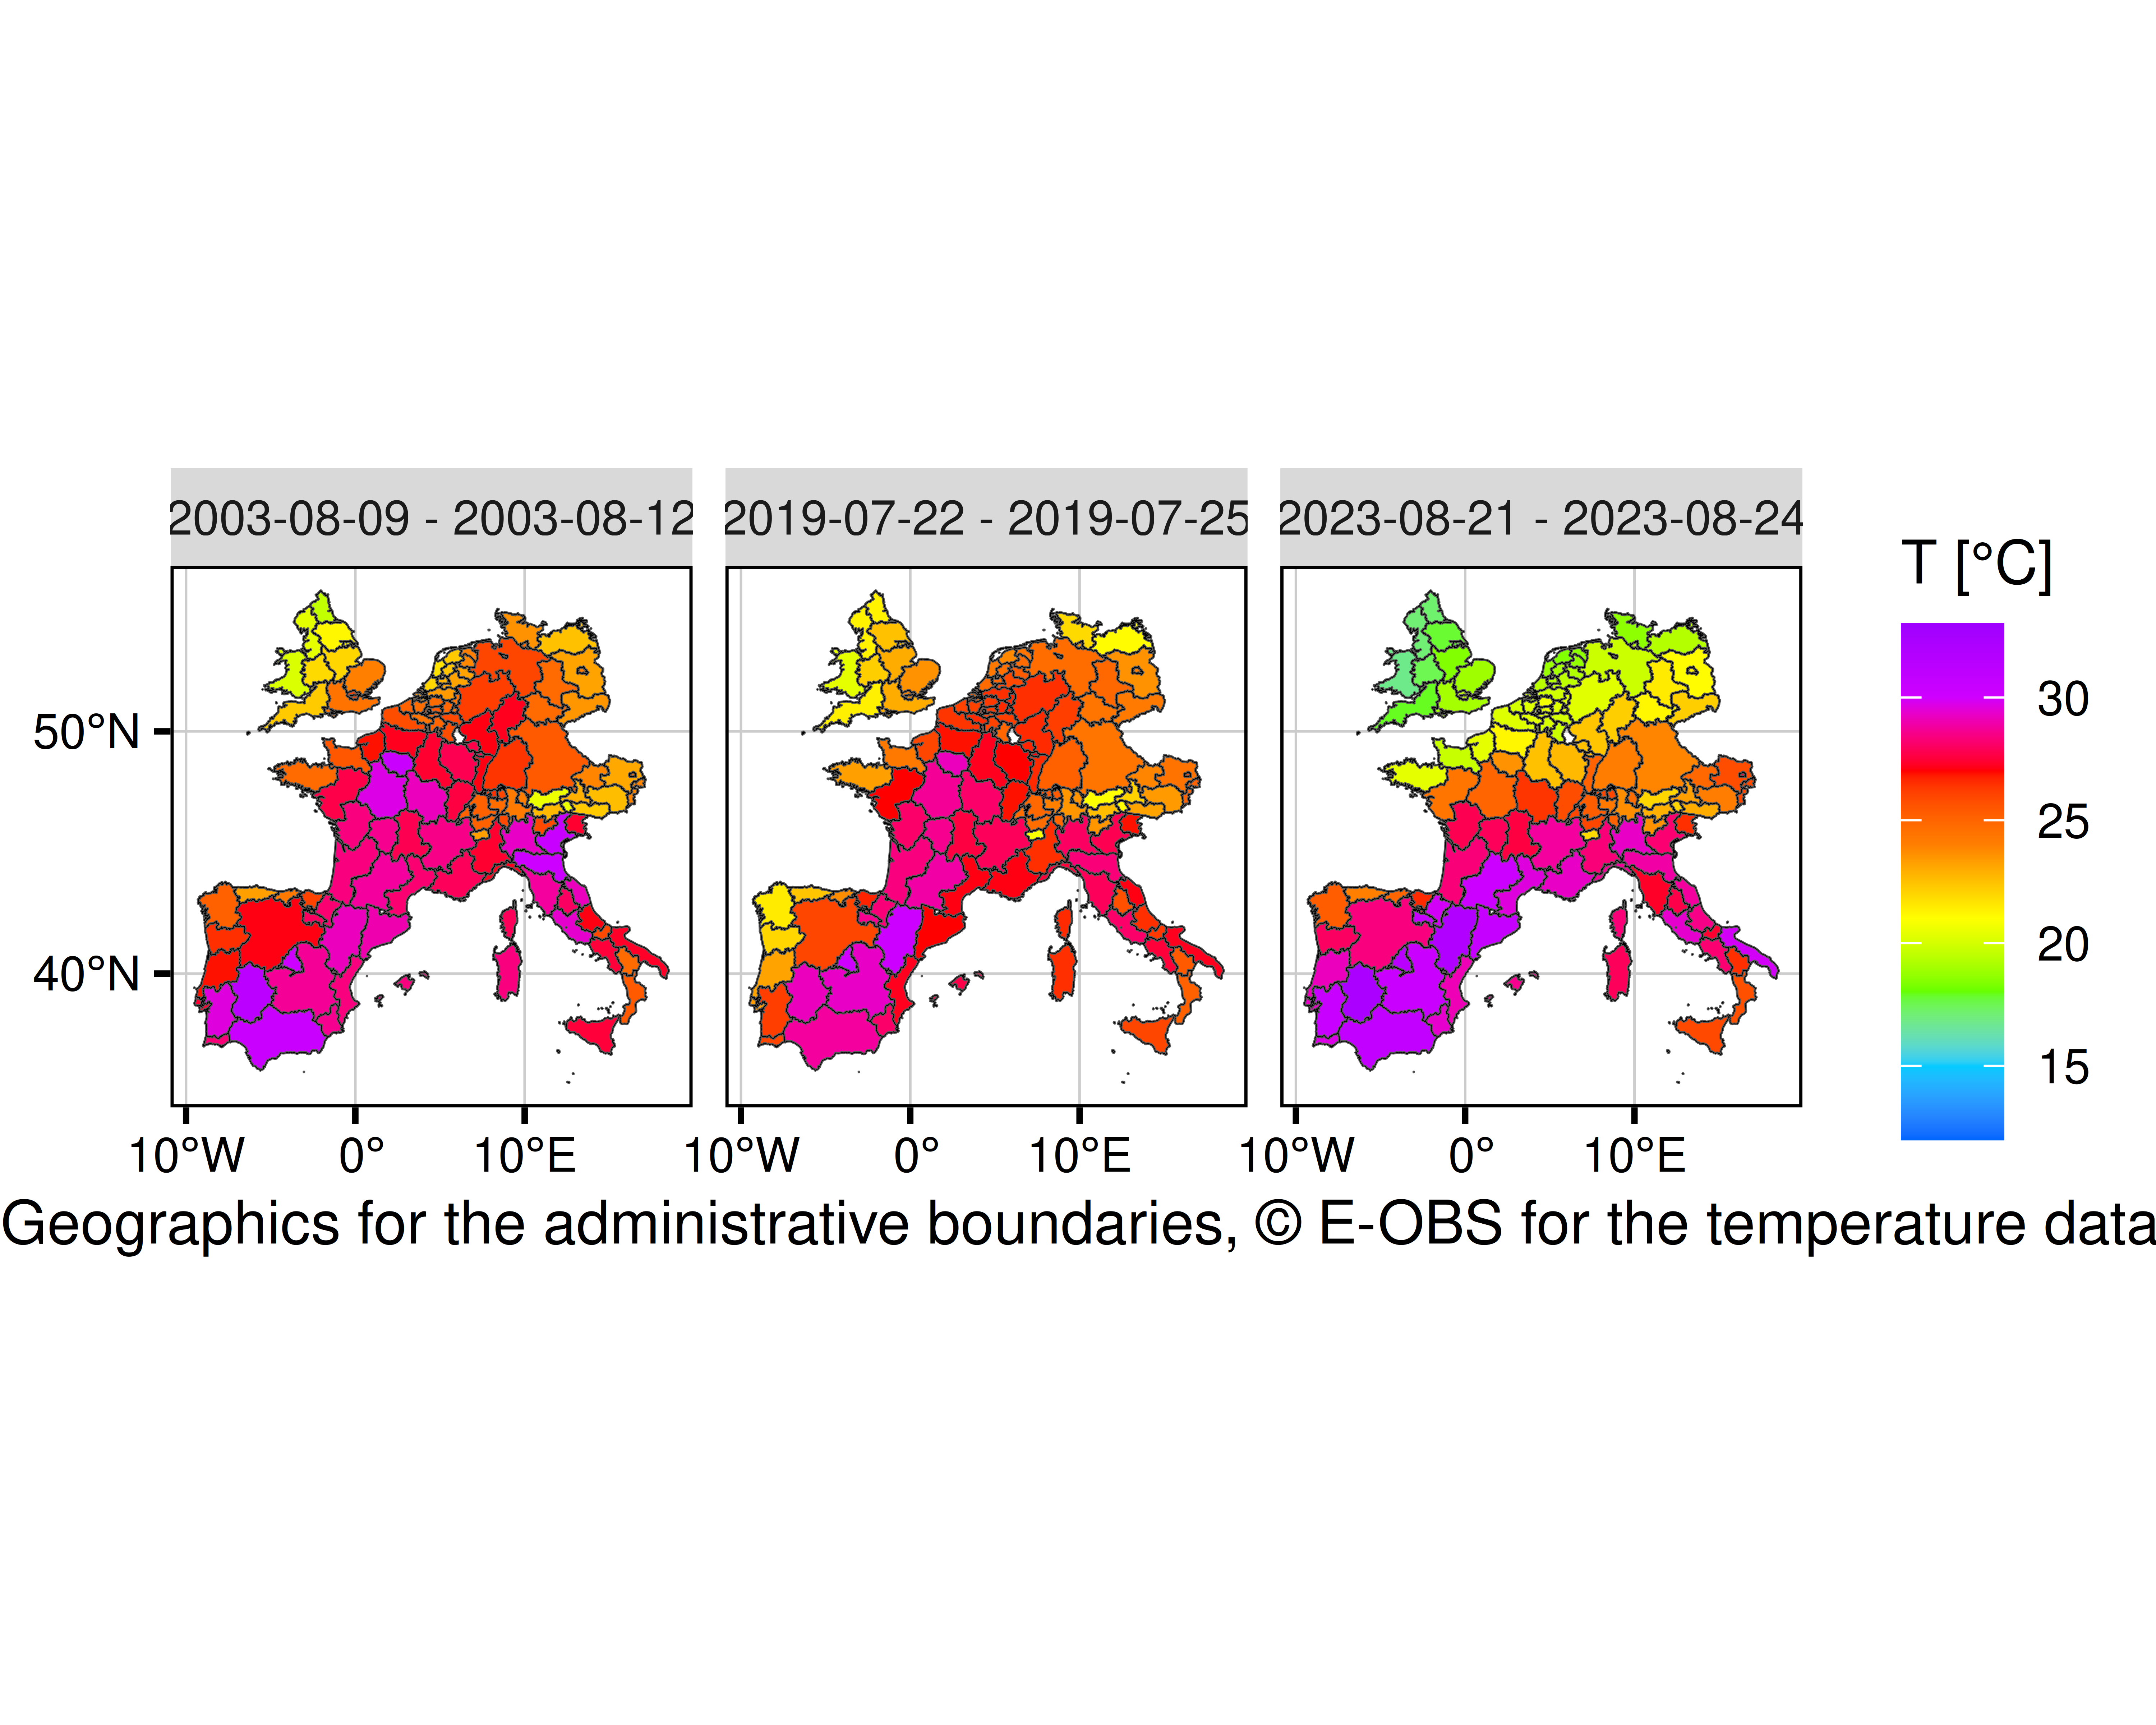 2003-08-09 - 2003-08-12
2019-07-22 - 2019-07-25
2023-08-21 - 2023-08-24
T [°C]
30
25
20
15
50°N
40°N
10°W 0° 10°E
10°W 0° 10°E
10°W 0° 10°E
Geographics for the administrative boundaries, © E-OBS for the temperature data